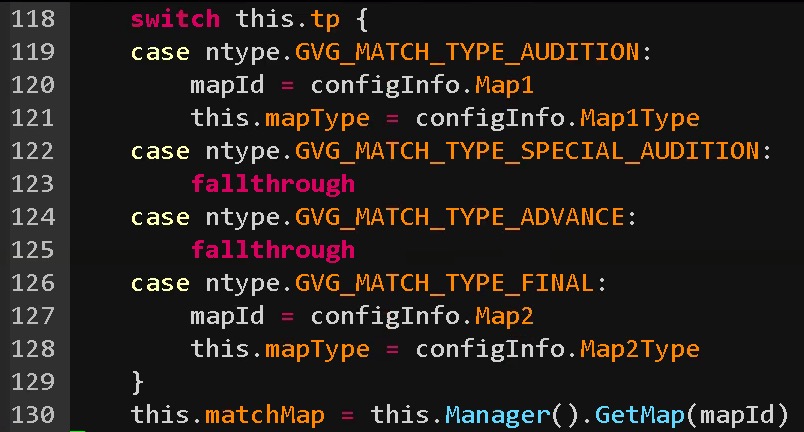 118 switch this.tp {
119 case ntype.GVG_MATCH_TYPE_AUDITION:
120 mapId = configInfo.Map1
121 this.mapType = configInfo.Map1Type
122 case ntype.GVG_MATCH_TYPE_SPECIAL_AUDITION:
123 fallthrough
124 case ntype.GVG_MATCH_TYPE_ADVANCE:
125 fallthrough
126 case ntype.GVG_MATCH_TYPE_FINAL:
127 mapId = configInfo.Map2
128 this.mapType = configInfo.Map2Type
129 }
130 this.matchMap = this.Manager().GetMap(mapId)